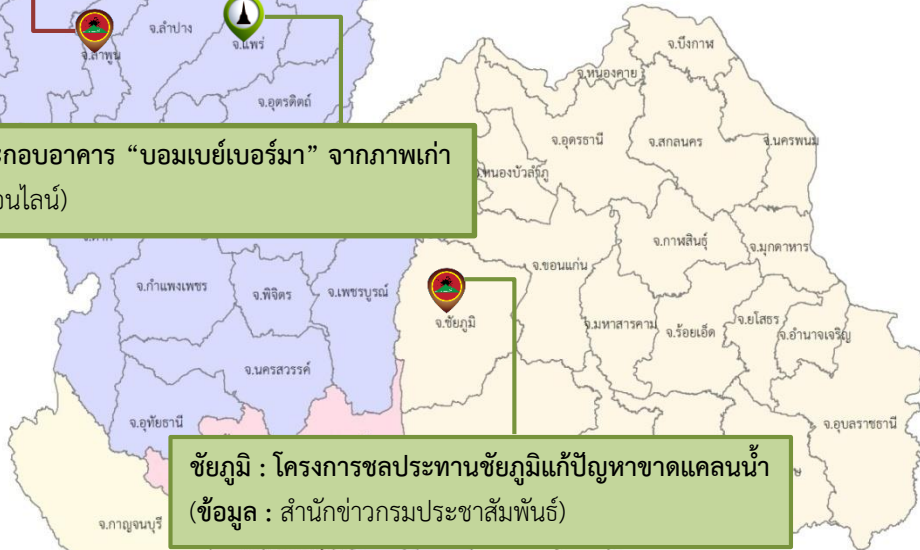 จ.ลำปาง
จ.แพร่
จ.ลำพูน
จ.อุตรดิตถ์
จ.บึงกาฬ
จ.หนองคาย
จ.อุดรธานี
จ.สกลนคร
จ.นครพนม
กอบอาคาร “บอมเบย์เบอร์มา” จากภาพเก่า
นไลน์)
จ.หนองบัวลำภู
จ.ตาก
จ.กาฬสินธุ์
จ.มุกดาหาร
จ.ขอนแก่น
จ.กำแพงเพชร
จ.พิจิตร
จ.เพชรบูรณ์
จ.ชัยภูมิ
จ.มหาสารคาม
จ.ร้อยเอ็ด
จ.ยโสธร
จ.อำนาจเจริญ
จ.นครสวรรค์
จ.อุทัยธานี
จ.อุบลราชธานี
ชัยภูมิ : โครงการชลประทานชัยภูมิแก้ปัญหาขาดแคลนน้ำ
(ข้อมูล : สำนักข่าวกรมประชาสัมพันธ์)
จ.กาญจนบุรี